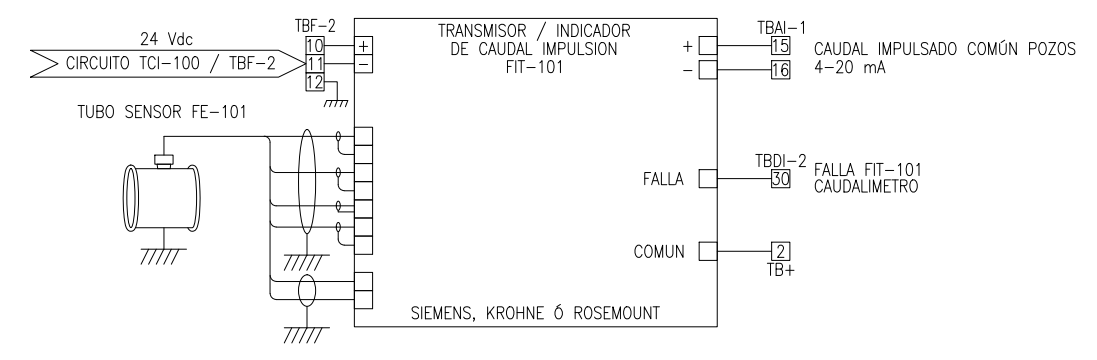 TBF-2
24 Vdc
CIRCUITO TCI-100 / TBF-2
10
11
12
+
-
TRANSMISOR / INDICADOR
DE CAUDAL IMPULSION
FIT-101
+
-
TBAI-1
15
16
CAUDAL IMPULSADO COMÚN POZOS
4-20 mA
TUBO SENSOR FE-101
FALLA
TBDI-2
30
FALLA FIT-101
CAUDALIMETRO
COMUN
2
TB+
SIEMENS, KROHNE Ó ROSEMOUNT